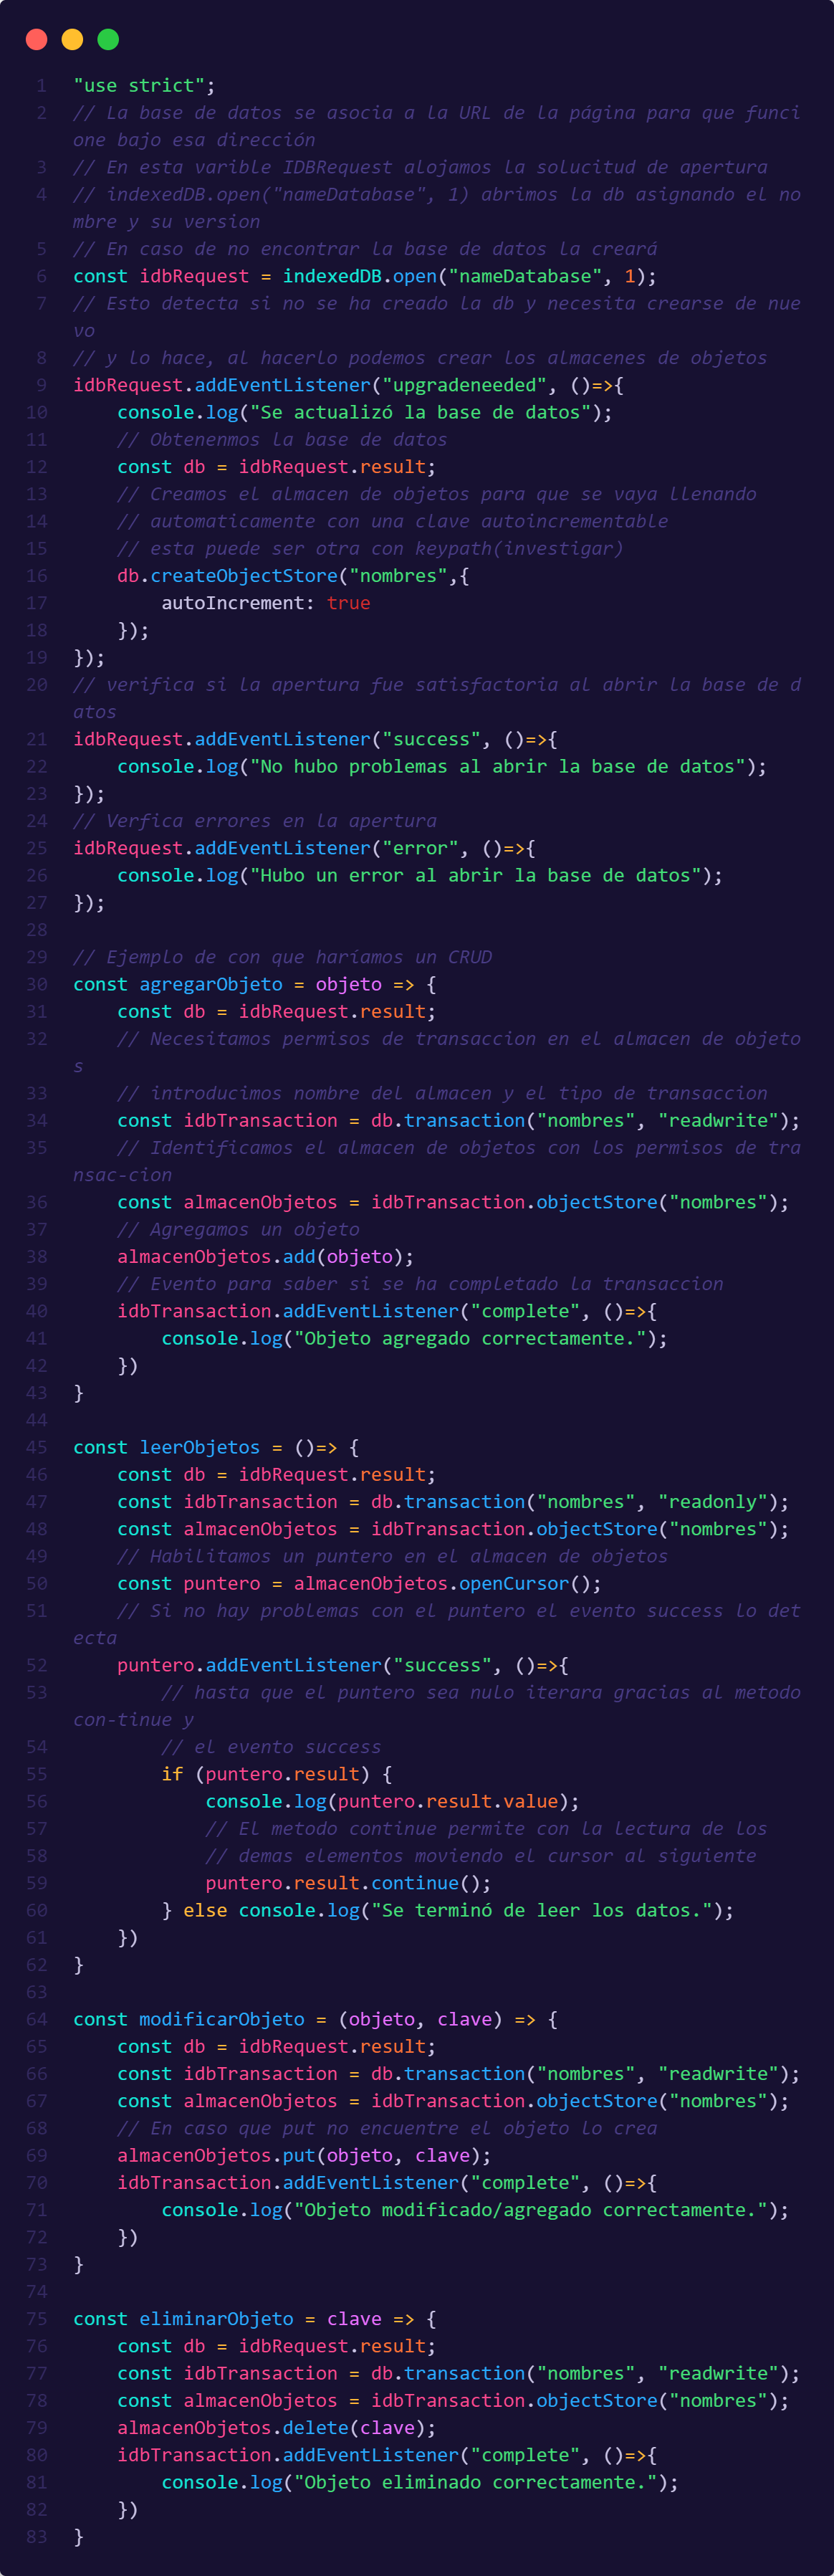 1 "use strict";
2 // La base de datos se asocia a la URL de la página para que funci
one bajo esa dirección
3 // En esta varible IDBRequest alojamos la solucitud de apertura
4 // indexedDB.open("nameDatabase", 1) abrimos la db asignando el no
mbre y su version
5 // En caso de no encontrar la base de datos la creará
6 const idbRequest = indexedDB.open("nameDatabase", 1);
7 // Esto detecta si no se ha creado la db y necesita crearse de nue
vo
8 // y lo hace, al hacerlo podemos crear los almacenes de objetos
9 idbRequest.addEventListener("upgradeneeded", ()=>{
10     console.log("Se actualizó la base de datos");
11     // Obtenenmos la base de datos
12     const db = idbRequest.result;
13     // Creamos el almacen de objetos para que se vaya llenando
14     // automaticamente con una clave autoincrementable
15     // esta puede ser otra con keypath(investigar)
16     db.createObjectStore("nombres",{
17         autoIncrement: true
18     });
19 });
20 // verifica si la apertura fue satisfactoria al abrir la base de d
atos
21 idbRequest.addEventListener("success", ()=>{
22     console.log("No hubo problemas al abrir la base de datos");
23 });
24 // Verfica errores en la apertura
25 idbRequest.addEventListener("error", ()=>{
26     console.log("Hubo un error al abrir la base de datos");
27 });
28
29 // Ejemplo de con que haríamos un CRUD
30 const agregarObjeto = objeto => {
31     const db = idbRequest.result;
32     // Necesitamos permisos de transaccion en el almacen de objeto
s
33     // introducimos nombre del almacen y el tipo de transaccion
34     const idbTransaction = db.transaction("nombres", "readwrite");
35     // Identificamos el almacen de objetos con los permisos de tra
nsac-cion
36     const almacenObjetos = idbTransaction.objectStore("nombres");
37     // Agregamos un objeto
38     almacenObjetos.add(objeto);
39     // Evento para saber si se ha completado la transaccion
40     idbTransaction.addEventListener("complete", ()=>{
41         console.log("Objeto agregado correctamente.");
42     })
43 }
44
45 const leerObjetos = ()=> {
46     const db = idbRequest.result;
47     const idbTransaction = db.transaction("nombres", "readonly");
48     const almacenObjetos = idbTransaction.objectStore("nombres");
49     // Habilitamos un puntero en el almacen de objetos
50     const puntero = almacenObjetos.openCursor();
51     // Si no hay problemas con el puntero el evento success lo det
ecta
52     puntero.addEventListener("success", ()=>{
53         // hasta que el puntero sea nulo iterara gracias al metodo
con-tinue y
54         // el evento success
55         if (puntero.result) {
56             console.log(puntero.result.value);
57             // El metodo continue permite con la lectura de los
58             // demas elementos moviendo el cursor al siguiente
59             puntero.result.continue();
60         } else console.log("Se terminó de leer los datos.");
61     })
62 }
63
64 const modificarObjeto = (objeto, clave) => {
65     const db = idbRequest.result;
66     const idbTransaction = db.transaction("nombres", "readwrite");
67     const almacenObjetos = idbTransaction.objectStore("nombres");
68     // En caso que put no encuentre el objeto lo crea
69     almacenObjetos.put(objeto, clave);
70     idbTransaction.addEventListener("complete", ()=>{
71         console.log("Objeto modificado/agregado correctamente.");
72     })
73 }
74
75 const eliminarObjeto = clave => {
76     const db = idbRequest.result;
77     const idbTransaction = db.transaction("nombres", "readwrite");
78     const almacenObjetos = idbTransaction.objectStore("nombres");
79     almacenObjetos.delete(clave);
80     idbTransaction.addEventListener("complete", ()=>{
81         console.log("Objeto eliminado correctamente.");
82     })
83 }